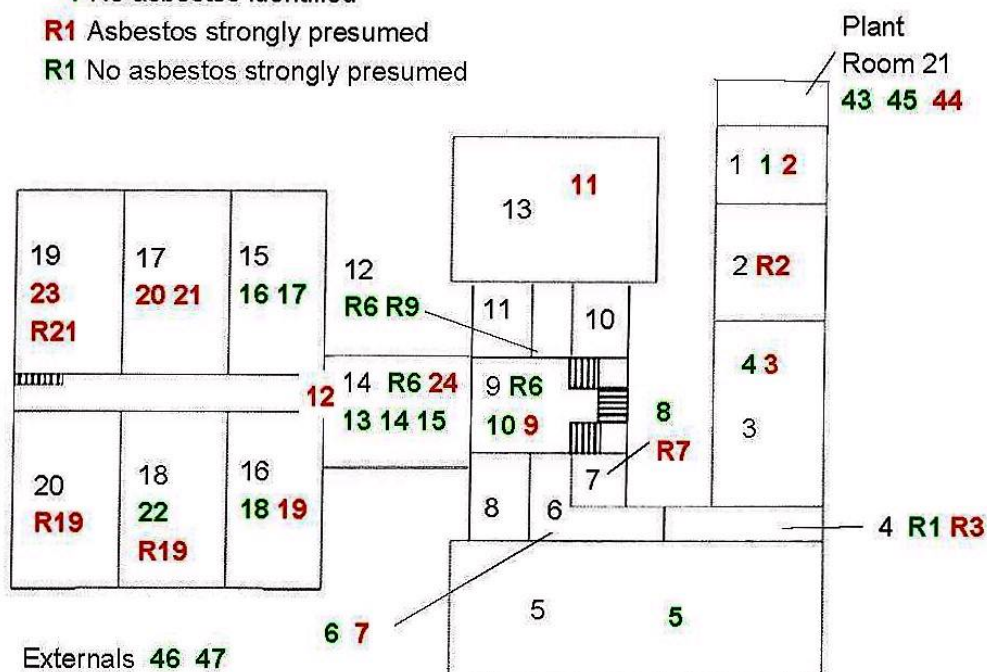 No asbestos identified
R1 Asbestos strongly presumed
R1 No asbestos strongly presumed
Plant
Room 21
43 45 44
1 1 2
13 11
2 R2
19
23
R21
17
20 21
15
16 17
12
R6 R9
11
10
4 3
3
12
14 R6 24
13 14 15
9 R6
10 9
8
R7
7
20
R19
18
22
R19
16
18 19
8
6
4 R1 R3
5 5
6 7
Externals 46 47